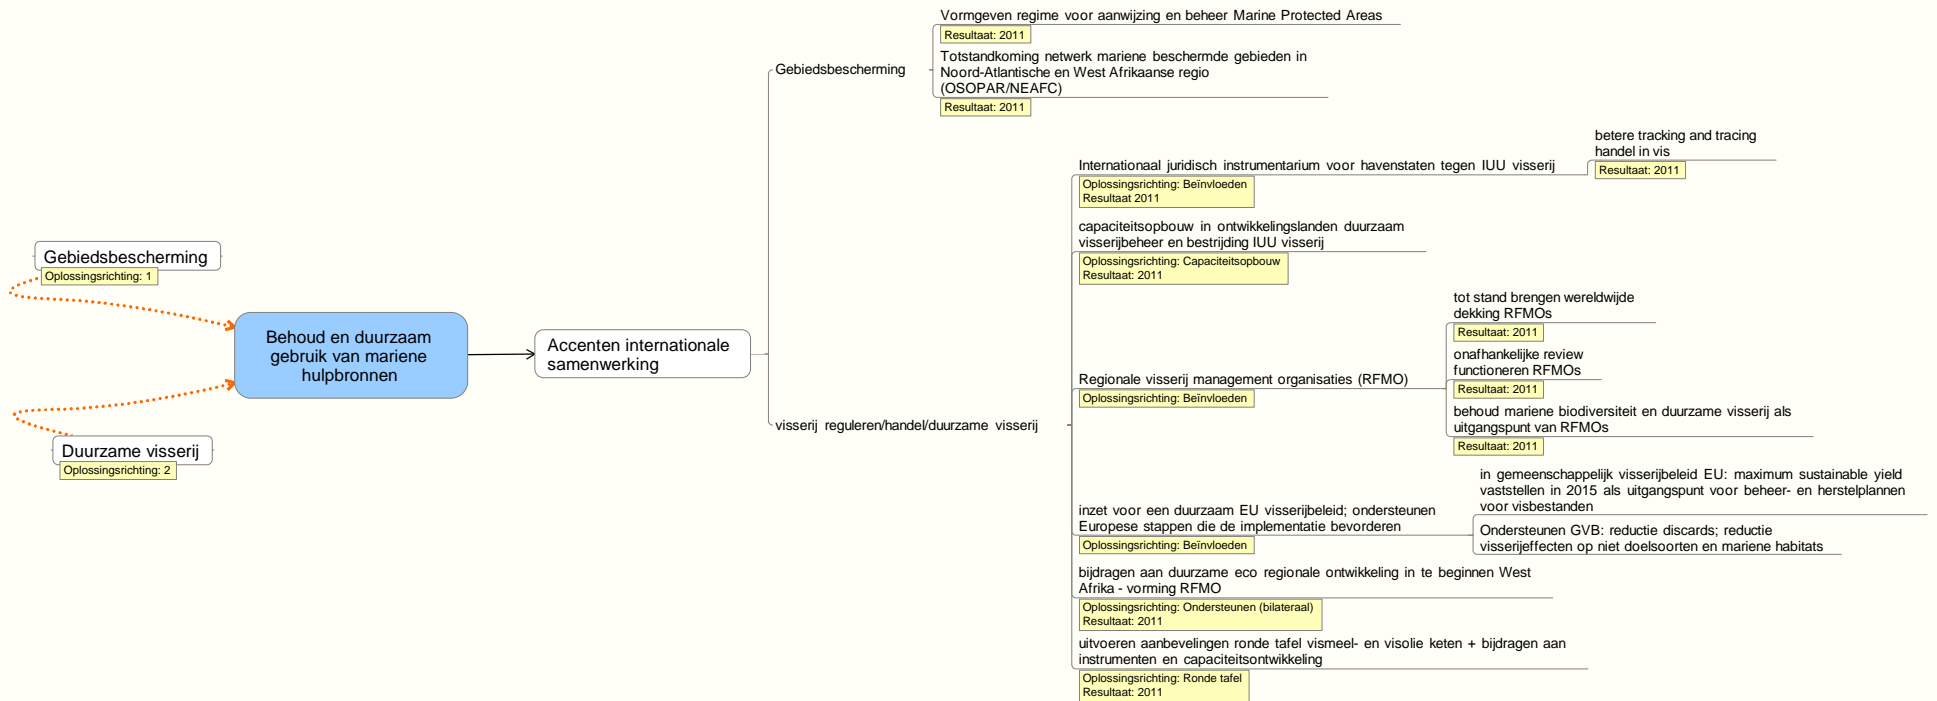 Gebiedsbescherming
Oplossingsrichting: 1
Duurzame visserij
Oplossingsrichting: 2
Behoud en duurzaam
gebruik van mariene
hulpbronnen
Accenten internationale
samenwerking
Gebiedsbescherming
Vormgeven regime voor aanwijzing en beheer Marine Protected Areas
Resultaat: 2011
Totstandkoming netwerk mariene beschermde gebieden in
Noord-Atlantische en West Afrikaanse regio
(OSOPAR/NEAFC)
Resultaat: 2011
visserij reguleren/handel/duurzame visserij
Internationaal juridisch instrumentarium voor havenstaten tegen IUU visserij
Oplossingsrichting: Beïnvloeden
Resultaat 2011
betere tracking and tracing
handel in vis
Resultaat: 2011
capaciteitsopbouw in ontwikkelingslanden duurzaam
visserijbeheer en bestrijding IUU visserij
Oplossingsrichting: Capaciteitsopbouw
Resultaat: 2011
Regionale visserij management organisaties (RFMO)
Oplossingsrichting: Beïnvloeden
tot stand brengen wereldwijde
dekking RFMOs
Resultaat: 2011
onafhankelijke review
functioneren RFMOs
Resultaat: 2011
behoud mariene biodiversiteit en duurzame visserij als
uitgangspunt van RFMOs
Resultaat: 2011
inzet voor een duurzaam EU visserijbeleid; ondersteunen
Europese stappen die de implementatie bevorderen
Oplossingsrichting: Beïnvloeden
in gemeenschappelijk visserijbeleid EU: maximum sustainable yield
vaststellen in 2015 als uitgangspunt voor beheer- en herstelplannen
voor visbestanden
Ondersteunen GVB: reductie discards; reductie
visserijeffecten op niet doelsoorten en mariene habitats
bijdragen aan duurzame eco regionale ontwikkeling in te beginnen West
Afrika - vorming RFMO
Oplossingsrichting: Ondersteunen (bilateraal)
Resultaat: 2011
uitvoeren aanbevelingen ronde tafel vismeel- en visolie keten + bijdragen aan
instrumenten en capaciteitsontwikkeling
Oplossingsrichting: Ronde tafel
Resultaat: 2011